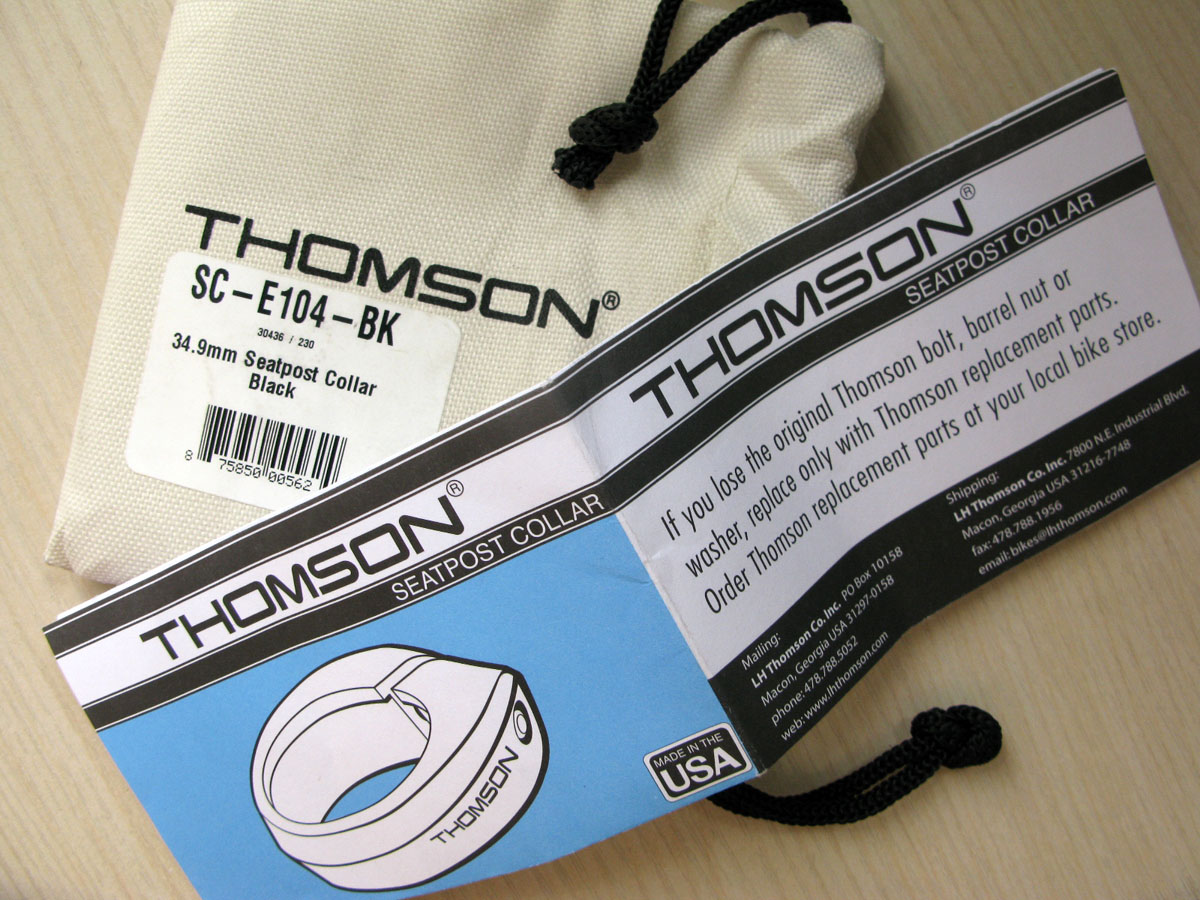 THOMSON®
SC-E104-BK
30436 / 230
34.9mm Seatpost Collar
Black
8 75850 00562
THOMSON®
SEATPOST COLLAR
THOMSON
MADE IN THE
USA
THOMSON®
SEATPOST COLLAR
If you lose the original Thomson bolt, barrel nut or
washer, replace only with Thomson replacement parts.
Order Thomson replacement parts at your local bike store.
Mailing:
LH Thomson Co. Inc. PO Box 10158
Macon, Georgia USA 31297-0158
phone: 478.788.5052
web: www.lhthomson.com
Shipping:
LH Thomson Co. Inc. 7800 N.E. Industrial Blvd.
Macon, Georgia USA 31216-7748
fax: 478.788.1956
email: bikes@lhthomson.com